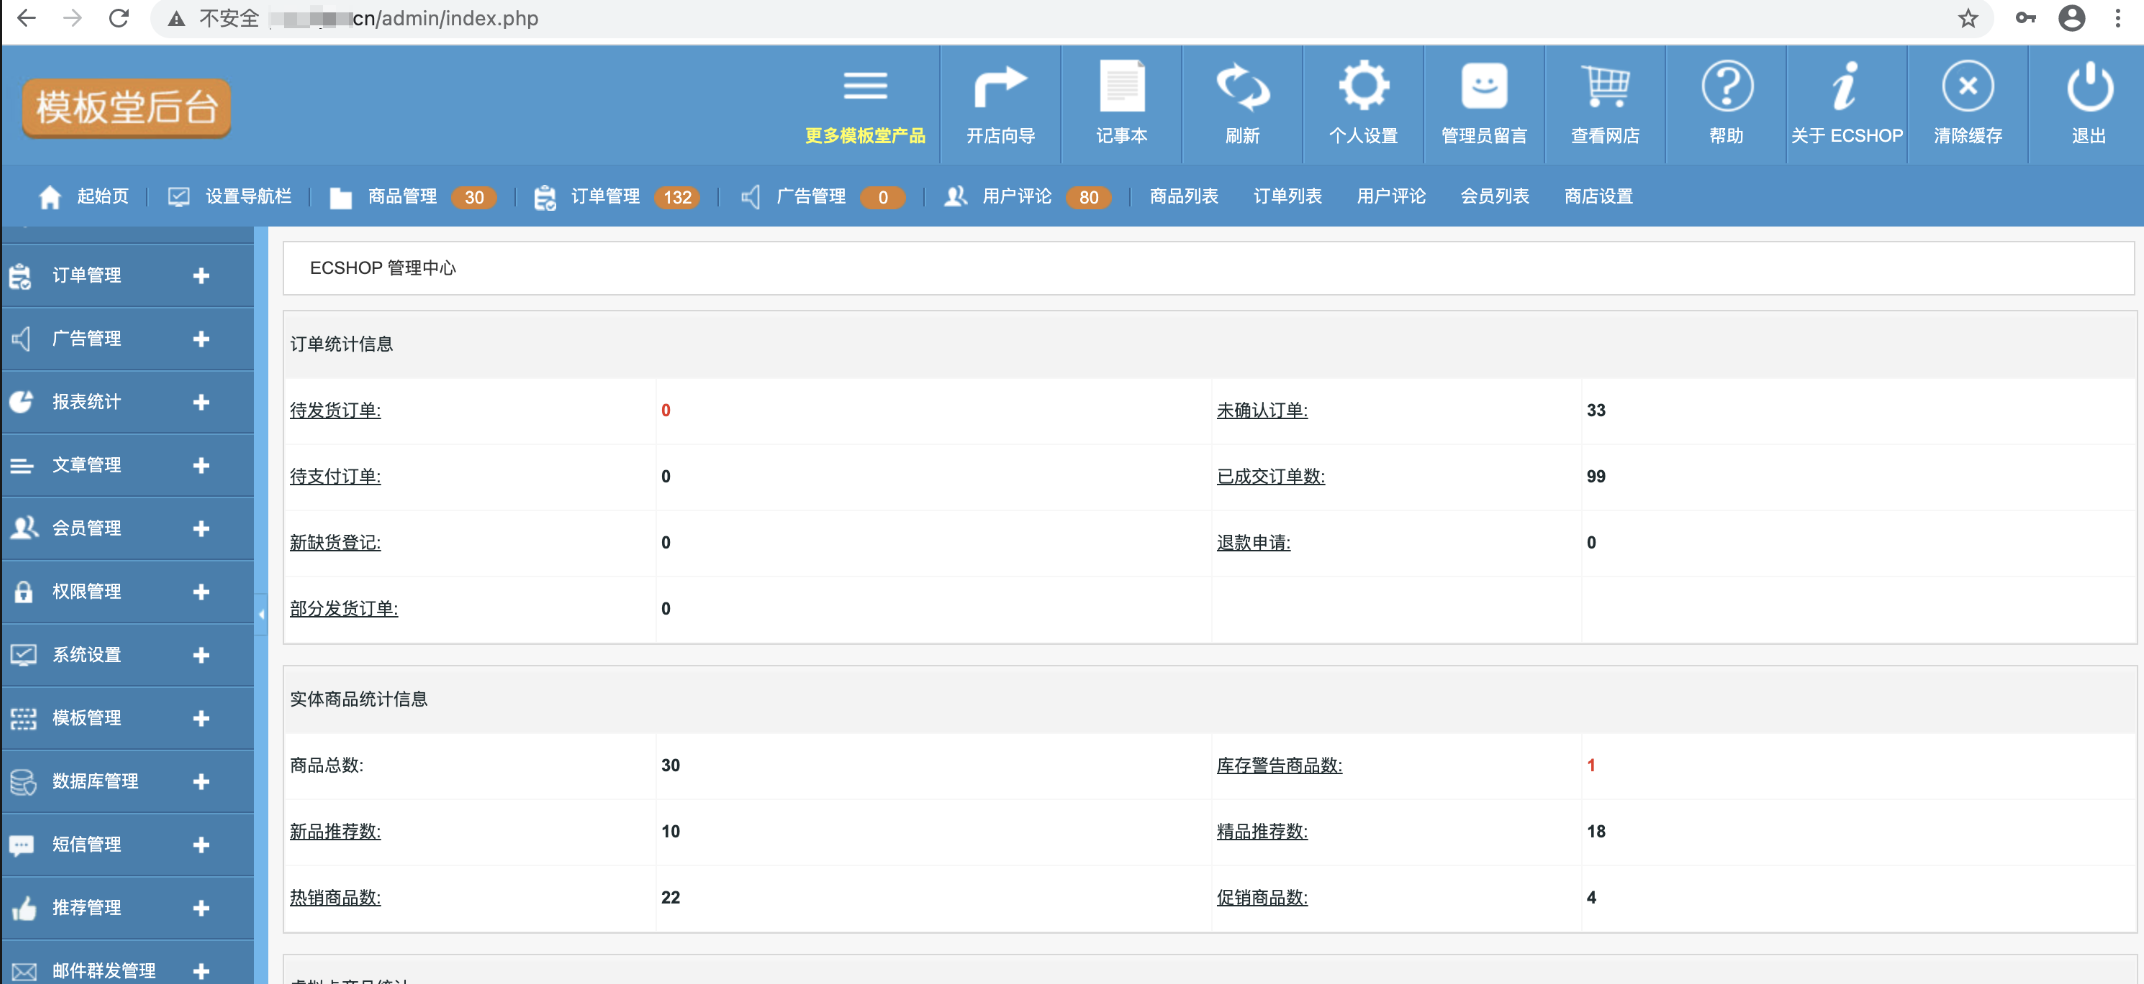 不安全 cn/admin/index.php
模板堂后台
更多模板堂产品 开店向导 记事本 刷新 个人设置 管理员留言 查看网店 帮助 关于 ECSHOP 清除缓存 退出
起始页 设置导航栏 商品管理 30 订单管理 132 广告管理 0 用户评论 80 商品列表 订单列表 用户评论 会员列表 商店设置
订单管理
广告管理
报表统计
文章管理
会员管理
权限管理
系统设置
模板管理
数据库管理
短信管理
推荐管理
邮件群发管理
ECSHOP 管理中心
订单统计信息
待发货订单: 0 未确认订单: 33
待支付订单: 0 已成交订单数: 99
新缺货登记: 0 退款申请: 0
部分发货订单: 0
实体商品统计信息
商品总数: 30 库存警告商品数: 1
新品推荐数: 10 精品推荐数: 18
热销商品数: 22 促销商品数: 4